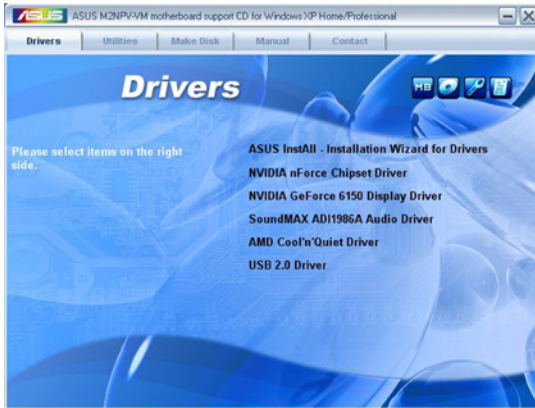 ASUS ASUS M2NPV-VM motherboard support CD for Windows XP Home/Professional
Drivers Utilities Make Disk Manual Contact
Drivers
MB
Please select items on the right
side.
ASUS InstAll - Installation Wizard for Drivers
NVIDIA nForce Chipset Driver
NVIDIA GeForce 6150 Display Driver
SoundMAX ADI1986A Audio Driver
AMD Cool'n'Quiet Driver
USB 2.0 Driver